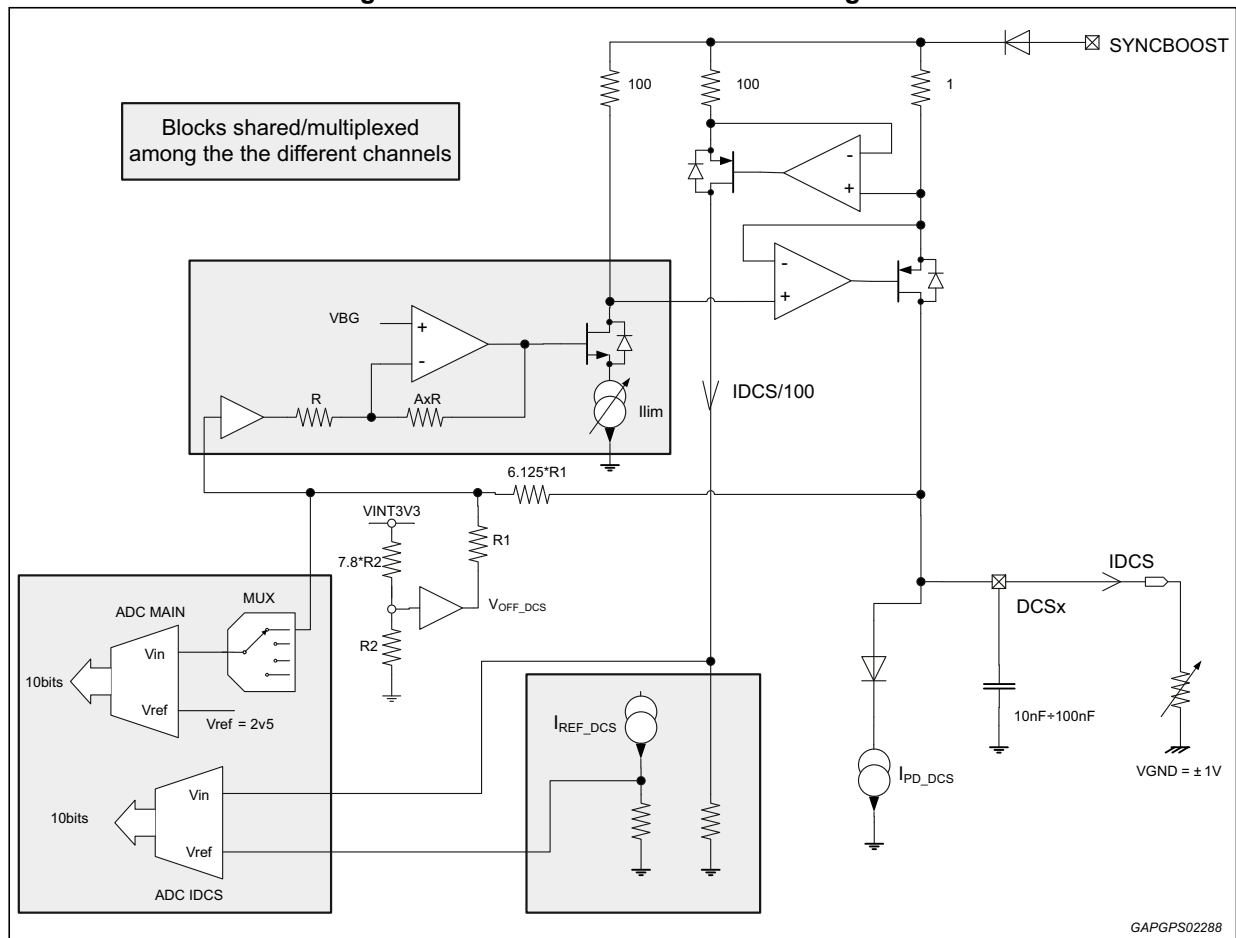 SYNCBOOST
100
100
1
Blocks shared/multiplexed
among the the different channels
-
+
-
+
VBG
+
-
R
AxR
Ilim
IDCS/100
6.125*R1
VINT3V3
7.8*R2
R1
VOFF_DCS
R2
IDCS
DCSx
MUX
ADC MAIN
Vin
10bits
Vref
Vref = 2v5
IREF_DCS
10nF÷100nF
IPD_DCS
VGND = ± 1V
Vin
10bits
Vref
ADC IDCS
GAPGPS02288